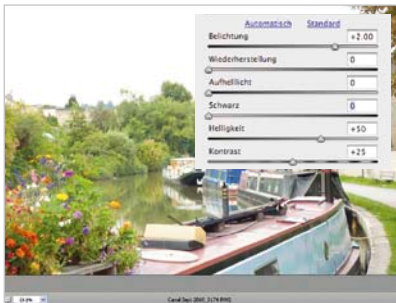 Automatisch Standard
Belichtung +2.00
Wiederherstellung 0
Aufhelllicht 0
Schwarz 0
Helligkeit +50
Kontrast +25